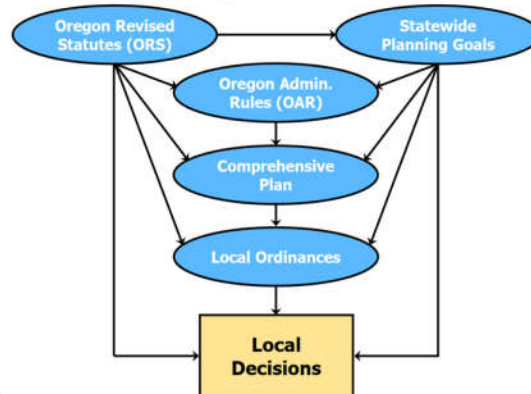 Oregon Revised
Statutes (ORS)
Statewide
Planning Goals
Oregon Admin.
Rules (OAR)
Comprehensive
Plan
Local Ordinances
Local
Decisions